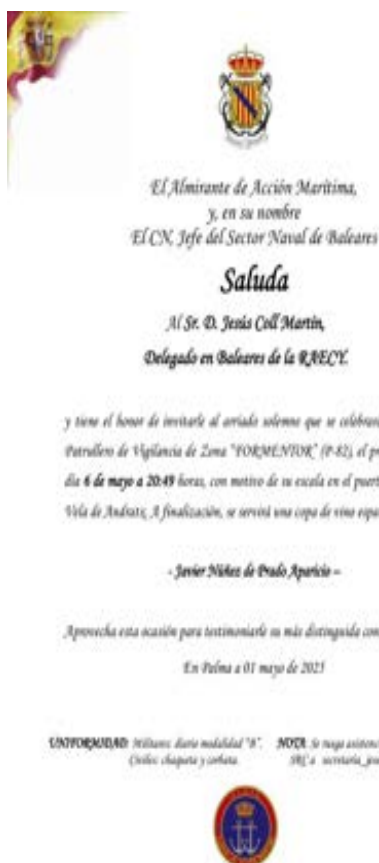 El Almirante de Acción Marítima,
y, en su nombre
El CN. Jefe del Sector Naval de Baleares
Saluda
Al Sr. D. Jesús Coll Martín,
Delegado en Baleares de la RAECY.
y tiene el honor de invitarle al arriado solemne que se
Patrullero de Vigilancia de Zona "FORMENTOR" (P-82), el
día 6 de mayo a 20:49 horas, con motivo de su escala en el
Vela de Andratx. A finalización, se servirá una copa de vino
- Javier Núñez de Prado Aparicio –
Aprovecha esta ocasión para testimoniarle su más distinguida
En Palma a 01 mayo de 2025
UNIFORMIDAD: Militares: diario modalidad "B". NOTA: Se ruega
Civiles: chaqueta y corbata. SRC a